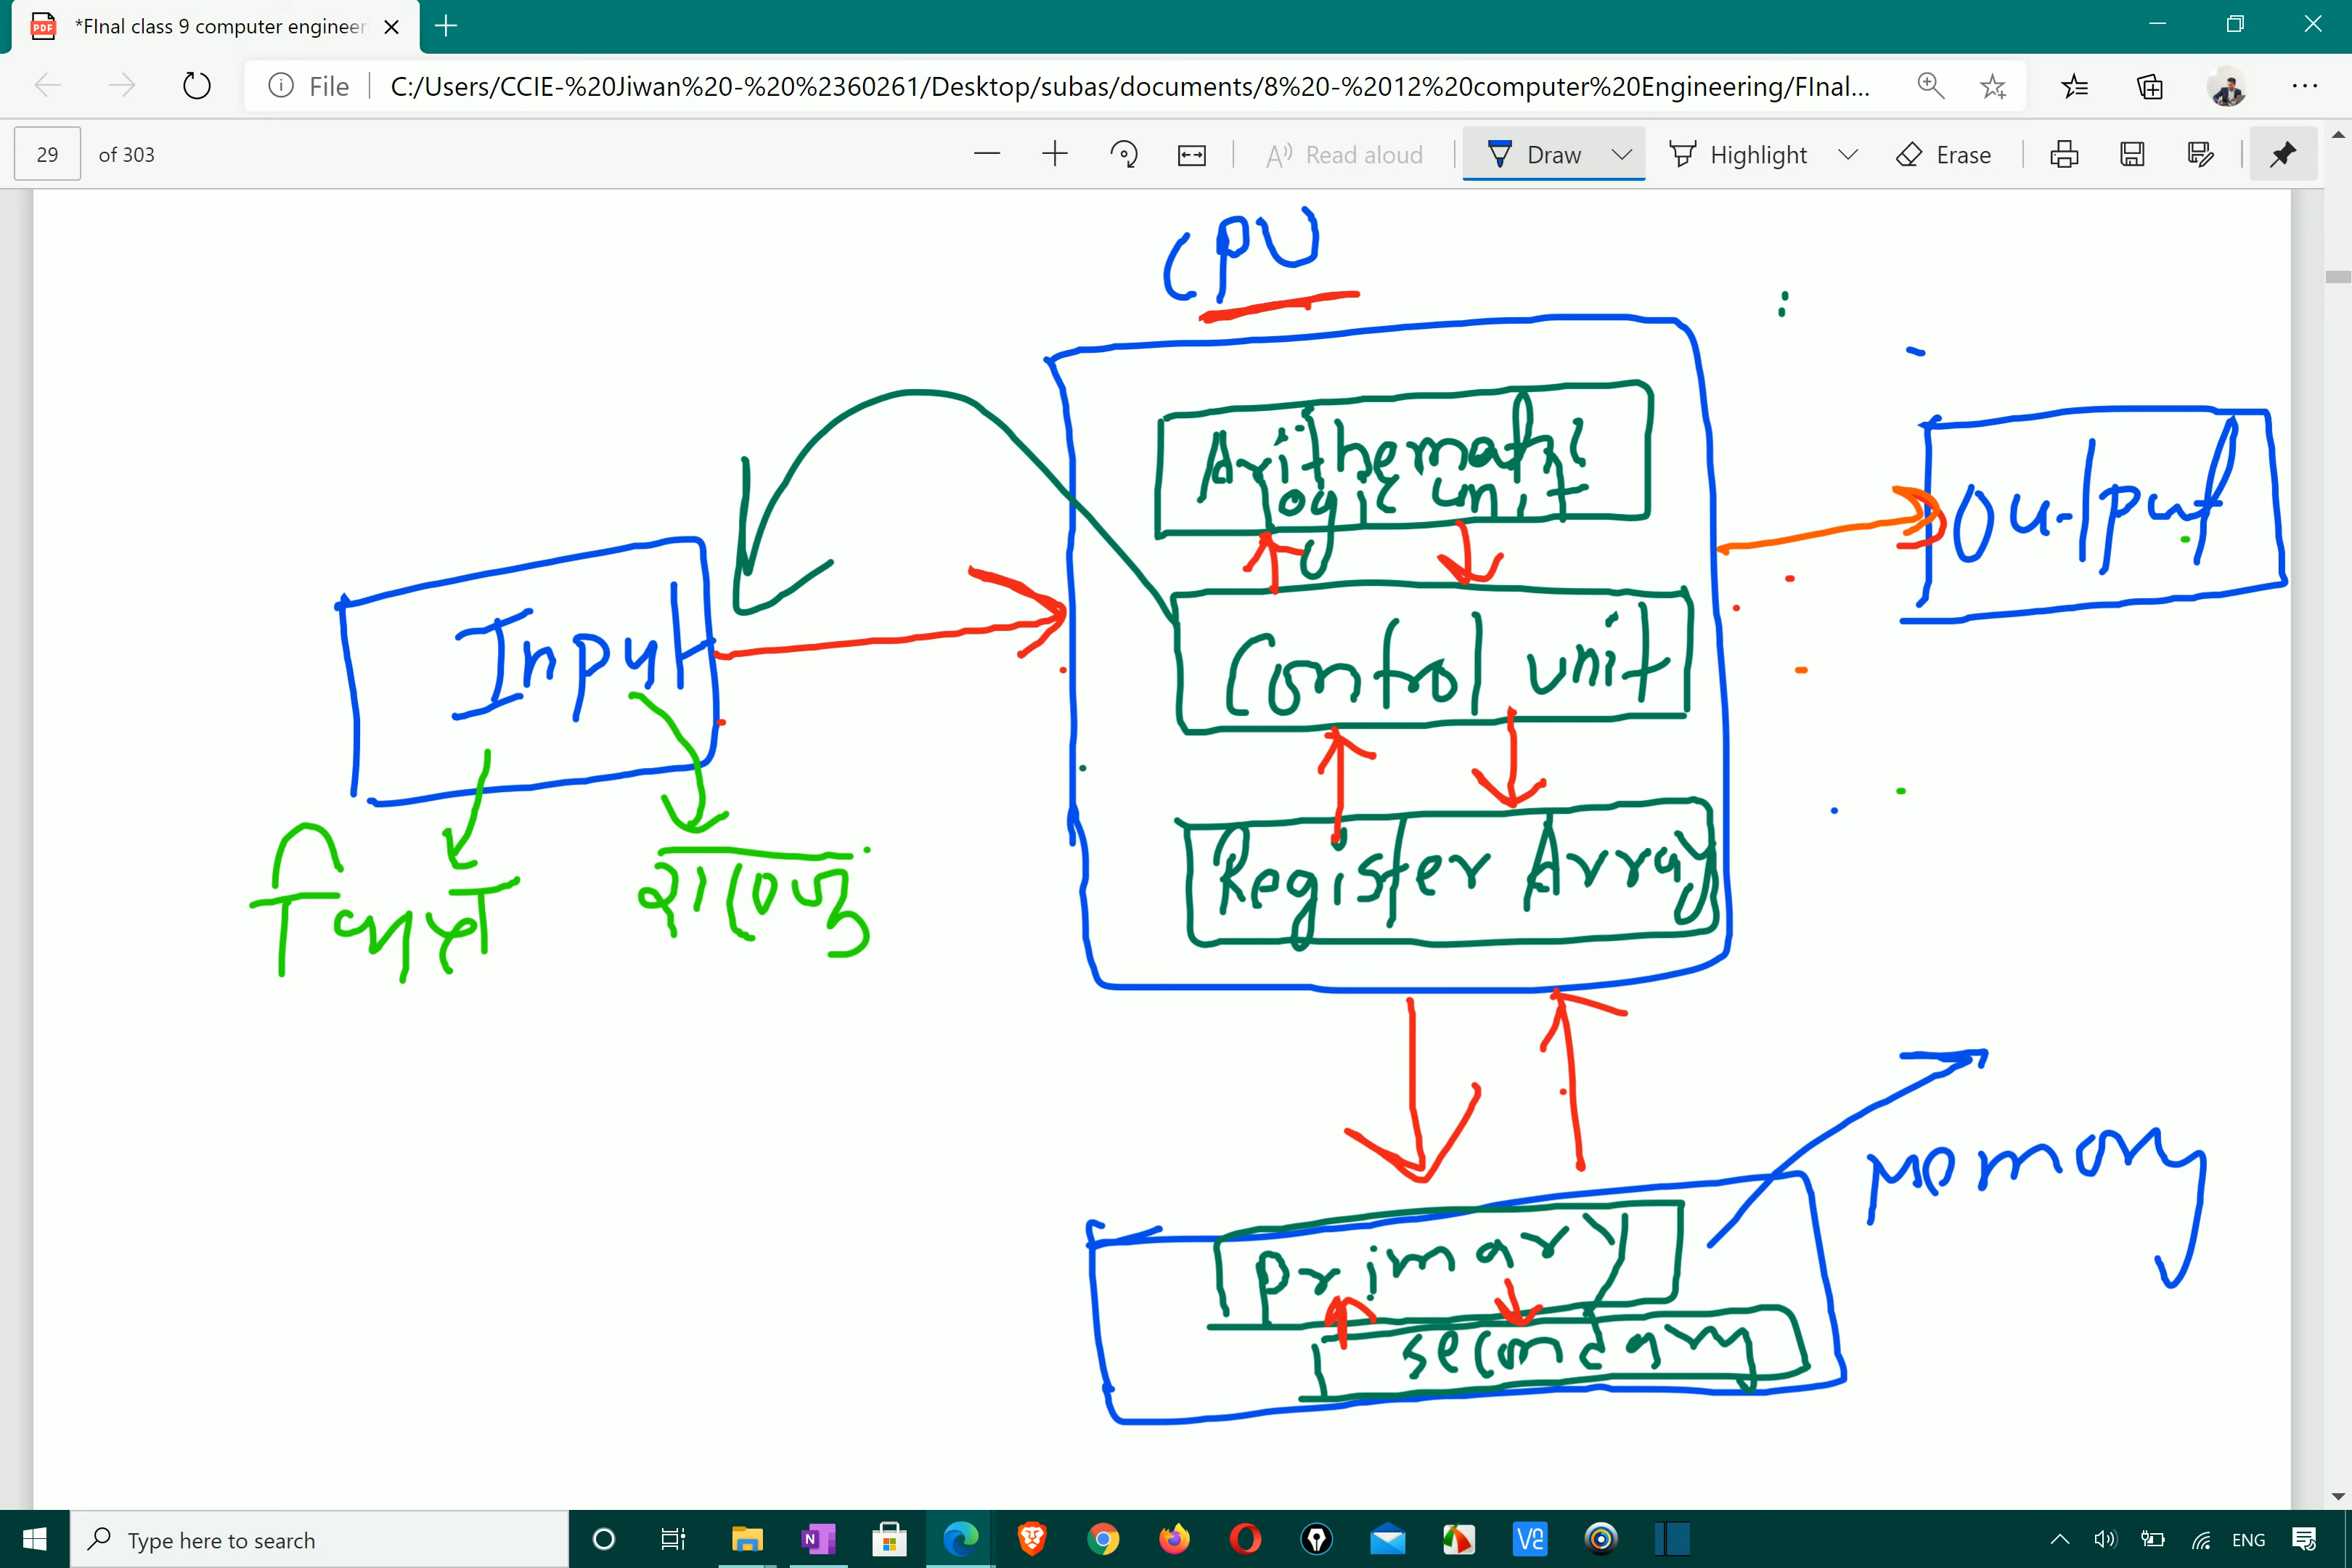 *FInal class 9 computer engineer
File
C:/Users/CCIE-%20Jiwan%20-%20%2360261/Desktop/subas/documents/8%20-%2012%20computer%20Engineering/FInal...
29 of 303
Read aloud
Draw
Highlight
Erase
CPU
Arithematic
logic unit
Output
Input
Control unit
Register Array
Memory
primary
secondary
Type here to search
ENG